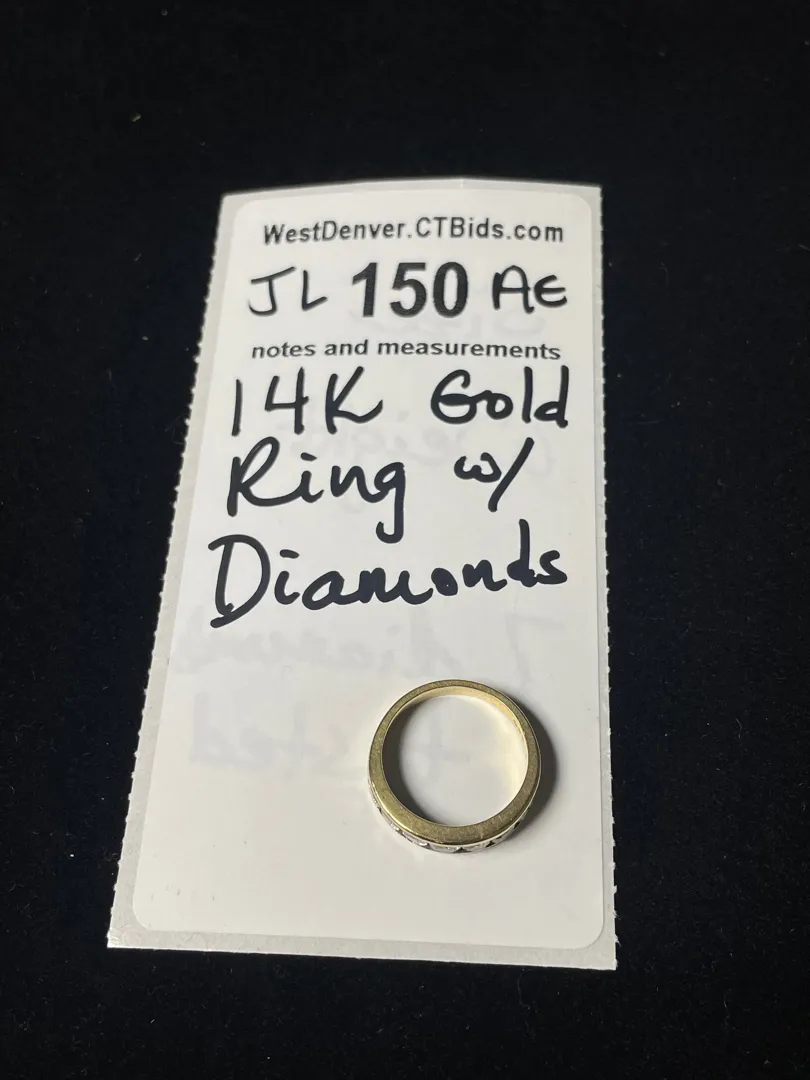 WestDenver.CTBids.com
JL 150 AE
notes and measurements
14K Gold
Ring w/
Diamonds